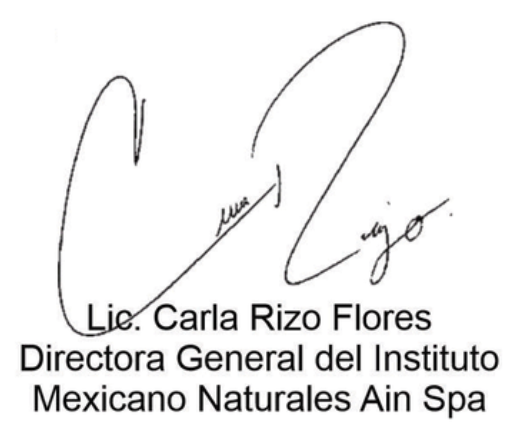 Lic. Carla Rizo Flores
Directora General del Instituto
Mexicano Naturales Ain Spa